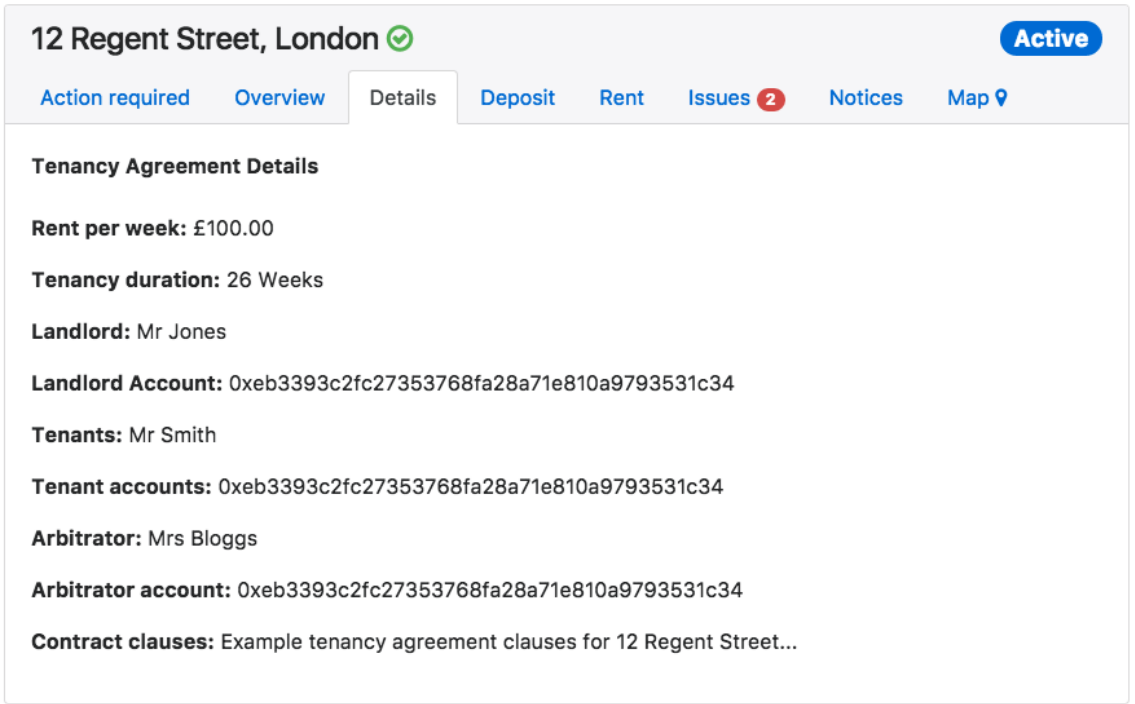 12 Regent Street, London
Active
Action required Overview Details Deposit Rent Issues 2 Notices Map
Tenancy Agreement Details
Rent per week: £100.00
Tenancy duration: 26 Weeks
Landlord: Mr Jones
Landlord Account: 0xeb3393c2fc27353768fa28a71e810a9793531c34
Tenants: Mr Smith
Tenant accounts: 0xeb3393c2fc27353768fa28a71e810a9793531c34
Arbitrator: Mrs Bloggs
Arbitrator account: 0xeb3393c2fc27353768fa28a71e810a9793531c34
Contract clauses: Example tenancy agreement clauses for 12 Regent Street...